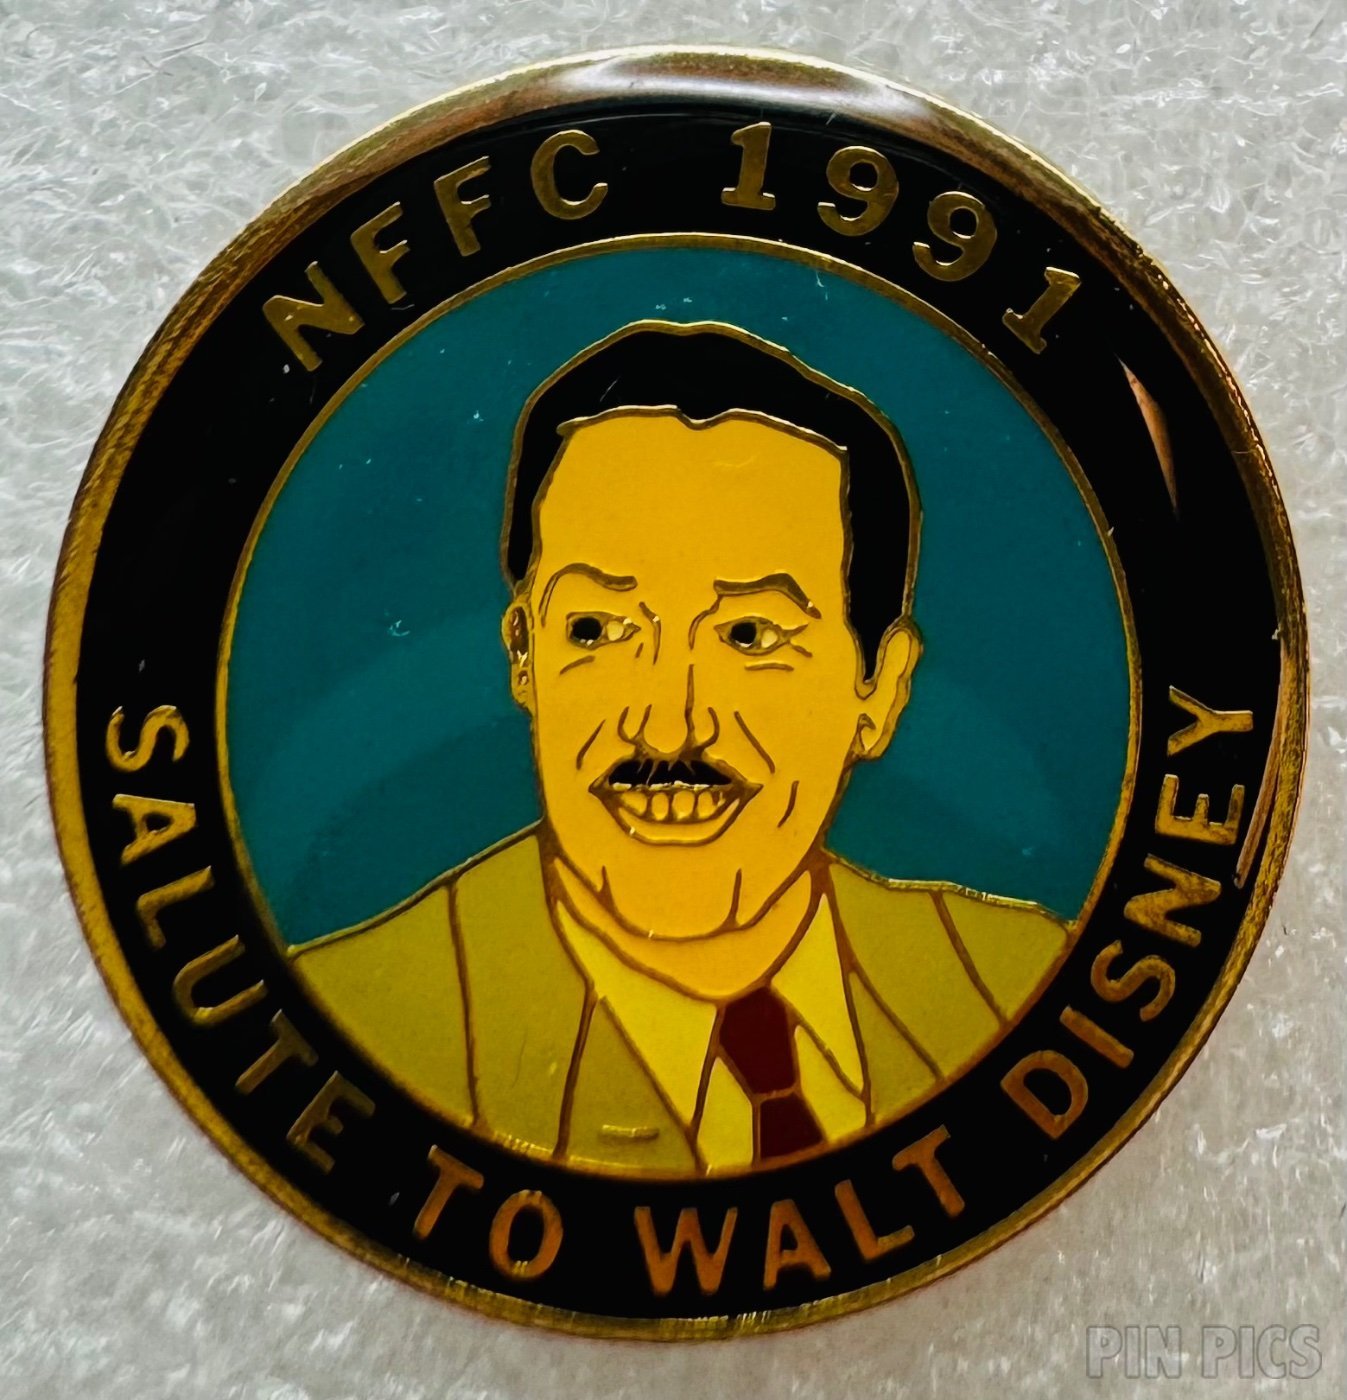 NFFC 1991
SALUTE TO WALT DISNEY
PIN PICS